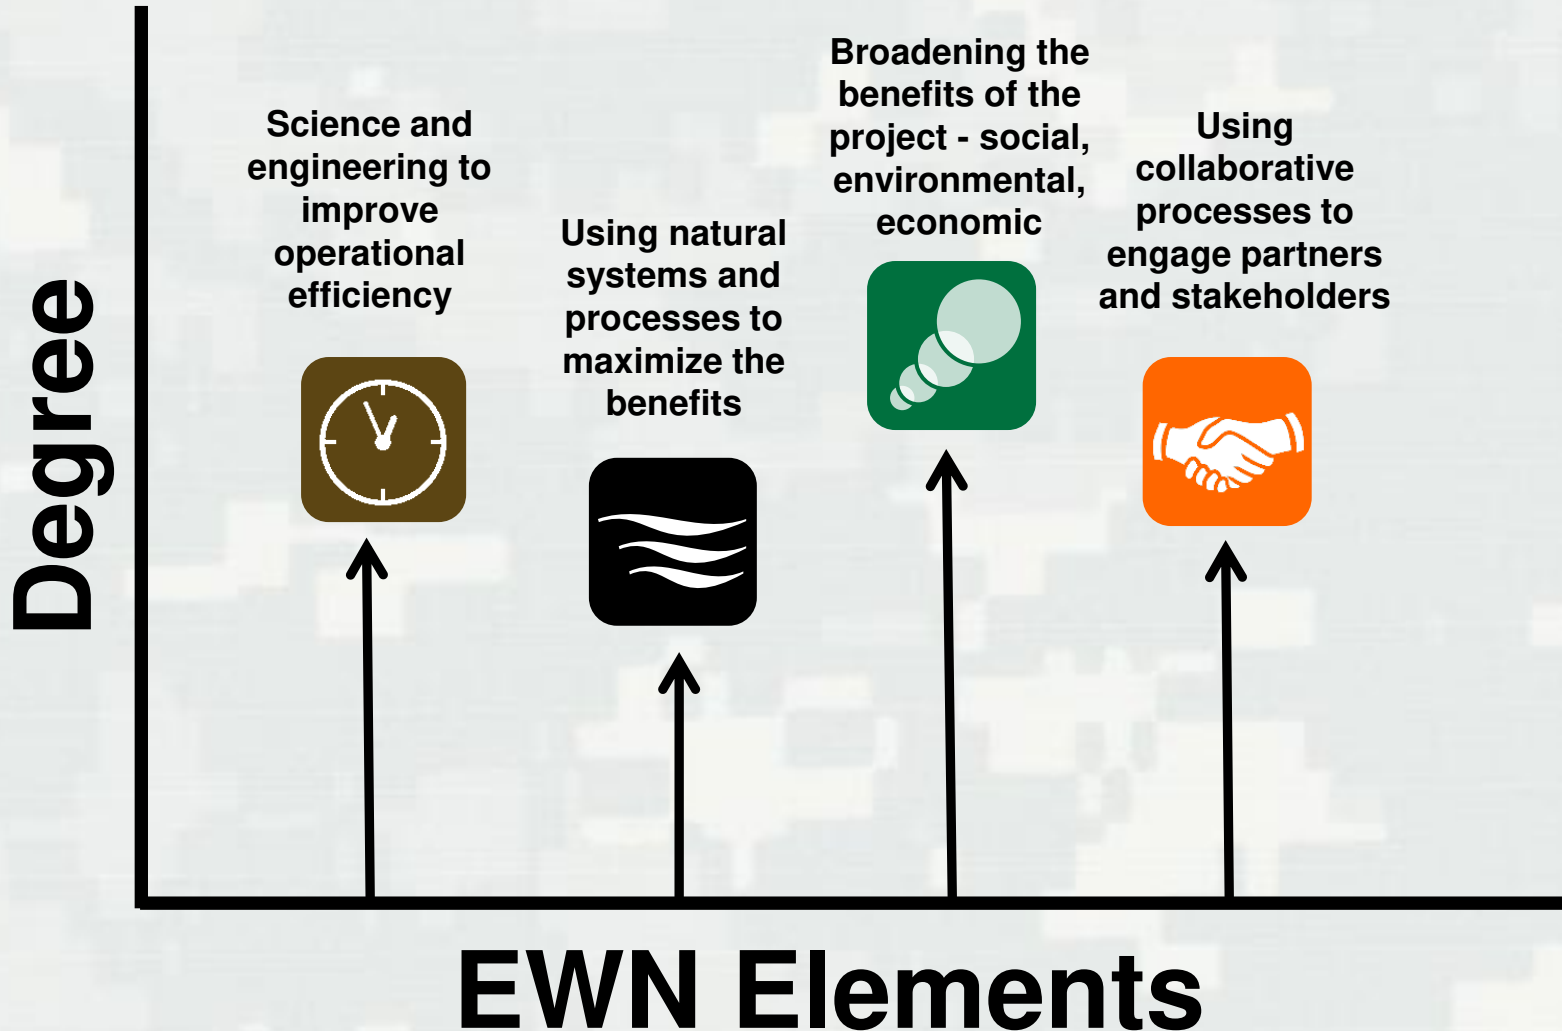 Degree
Science and
engineering to
improve
operational
efficiency
Using natural
systems and
processes to
maximize the
benefits
Broadening the
benefits of the
project - social,
environmental,
economic
Using
collaborative
processes to
engage partners
and stakeholders
EWN Elements